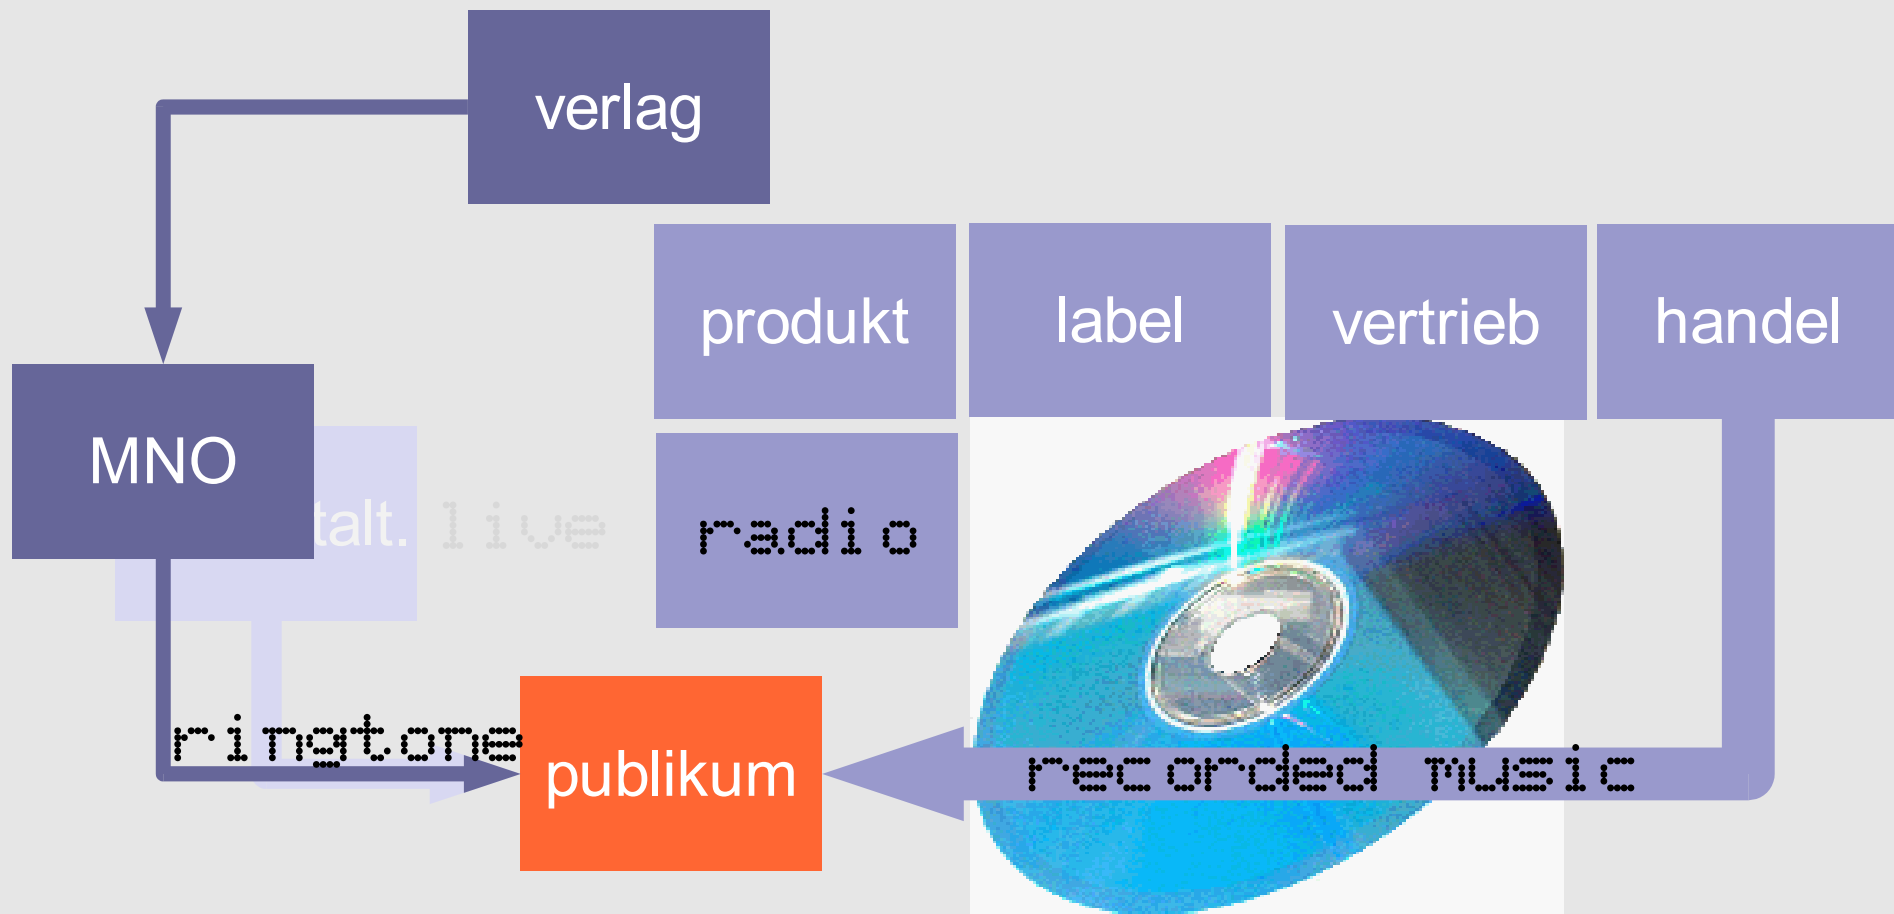 verlag
produkt
label
vertrieb
handel
MNO
talt.
live
radio
ringtone
publikum
recorded music